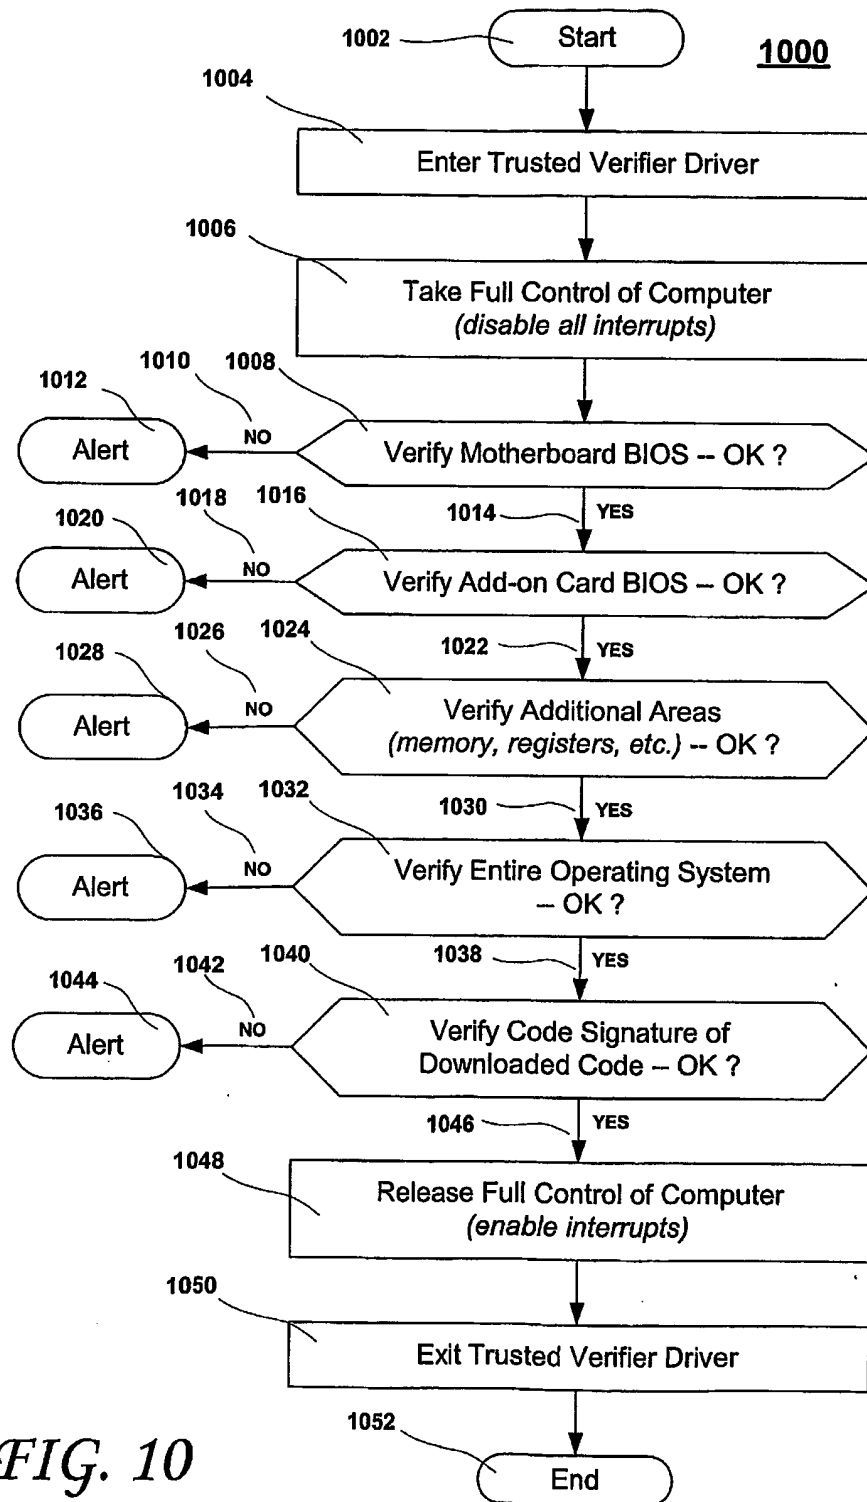 1002
Start
1000
1004
Enter Trusted Verifier Driver
1006
Take Full Control of Computer
(disable all interrupts)
1008
1010
1012
Alert
NO
Verify Motherboard BIOS -- OK ?
1014
YES
1016
1018
1020
Alert
NO
Verify Add-on Card BIOS -- OK ?
1022
YES
1024
1026
1028
Alert
NO
Verify Additional Areas
(memory, registers, etc.) -- OK ?
1030
YES
1032
1034
1036
Alert
NO
Verify Entire Operating System
-- OK ?
1038
YES
1040
1042
1044
Alert
NO
Verify Code Signature of
Downloaded Code -- OK ?
1046
YES
1048
Release Full Control of Computer
(enable interrupts)
1050
Exit Trusted Verifier Driver
1052
End
FIG. 10